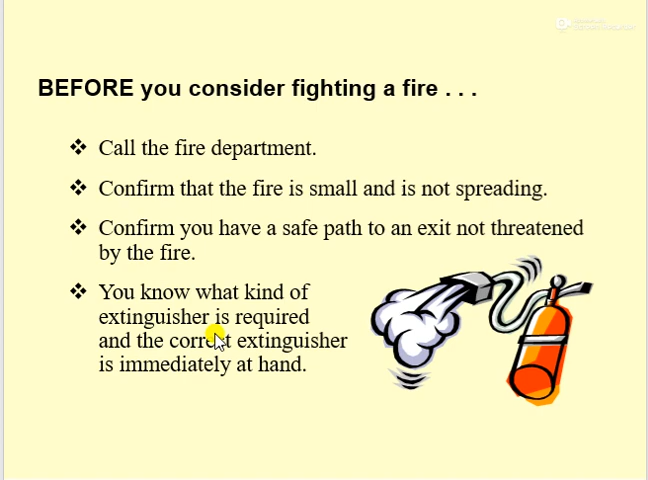 BEFORE you consider fighting a fire . . .
❖ Call the fire department.
❖ Confirm that the fire is small and is not spreading.
❖ Confirm you have a safe path to an exit not threatened
by the fire.
❖ You know what kind of
extinguisher is required
and the correct extinguisher
is immediately at hand.